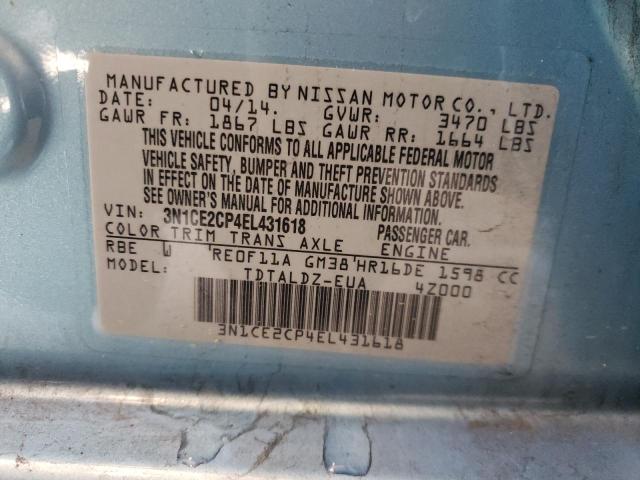 MANUFACTURED BY NISSAN MOTOR CO., LTD.
DATE: 04/14. GVWR: 3470 LBS
GAWR FR: 1867 LBS GAWR RR: 1664 LBS
THIS VEHICLE CONFORMS TO ALL APPLICABLE FEDERAL MOTOR
VEHICLE SAFETY, BUMPER AND THEFT PREVENTION STANDARDS
IN EFFECT ON THE DATE OF MANUFACTURE SHOWN ABOVE.
SEE OWNER'S MANUAL FOR ADDITIONAL INFORMATION.
VIN: 3N1CE2CP4EL431618 PASSENGER CAR.
COLOR TRIM TRANS AXLE ENGINE
RBE W RE0F11A GM38 HR16DE 1598 CC
TDTALDZ-EUA 4Z000
3N1CE2CP4EL431618